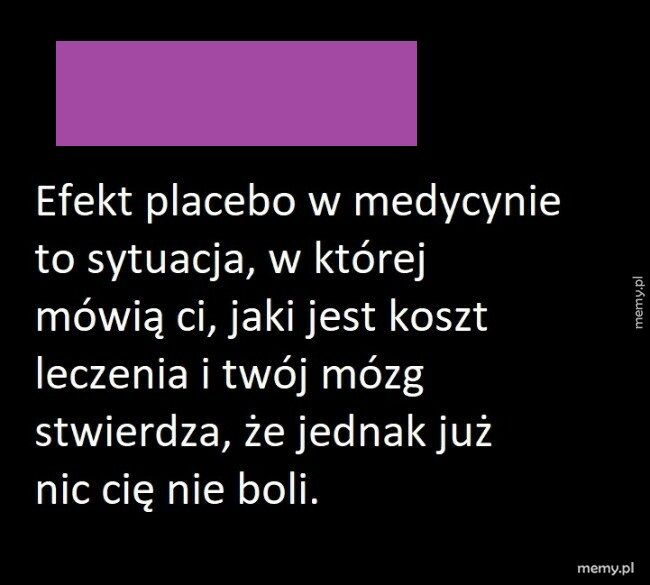 Efekt placebo w medycynie
to sytuacja, w której
mówią ci, jaki jest koszt
leczenia i twój mózg
stwierdza, że jednak już
nic cię nie boli.
memy.pl
memy.pl